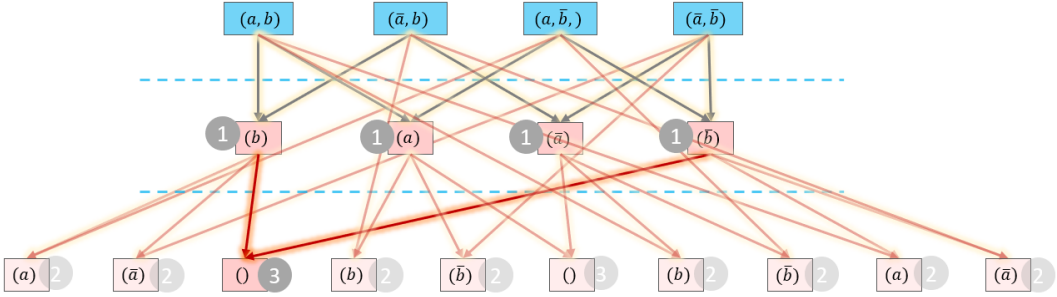 (a, b) (ā, b) (a, b̄, ) (ā, b̄)
1 (b) 1 (a) 1 (ā) 1 (b̄)
(a) 2 (ā) 2 () 3 (b) 2 (b̄) 2 () 3 (b) 2 (b̄) 2 (a) 2 (ā) 2